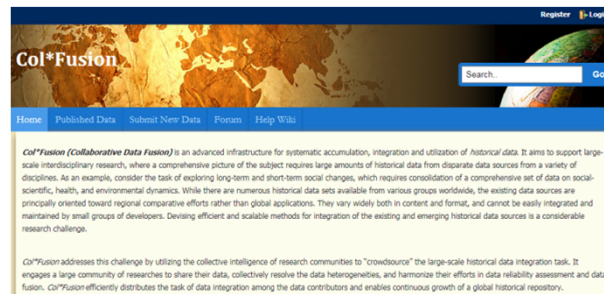 Register Login
Col*Fusion
Search.. Go
Home Published Data Submit New Data Forum Help Wiki
Col*Fusion (Collaborative Data Fusion) is an advanced infrastructure for systematic accumulation, integration and utilization of historical data. It aims to support large-
scale interdisciplinary research, where a comprehensive picture of the subject requires large amounts of historical data from disparate data sources from a variety of
disciplines. As an example, consider the task of exploring long-term and short-term social changes, which requires consolidation of a comprehensive set of data on social-
scientific, health, and environmental dynamics. While there are numerous historical data sets available from various groups worldwide, the existing data sources are
principally oriented toward regional comparative efforts rather than global applications. They vary widely both in content and format, and cannot be easily integrated and
maintained by small groups of developers. Devising efficient and scalable methods for integration of the existing and emerging historical data sources is a considerable
research challenge.
Col*Fusion addresses this challenge by utilizing the collective intelligence of research communities to "crowdsource" the large-scale historical data integration task. It
engages a large community of researches to share their data, collectively resolve the data heterogeneities, and harmonize their efforts in data reliability assessment and data
fusion. Col*Fusion efficiently distributes the task of data integration among the data contributors and enables continuous growth of a global historical repository.